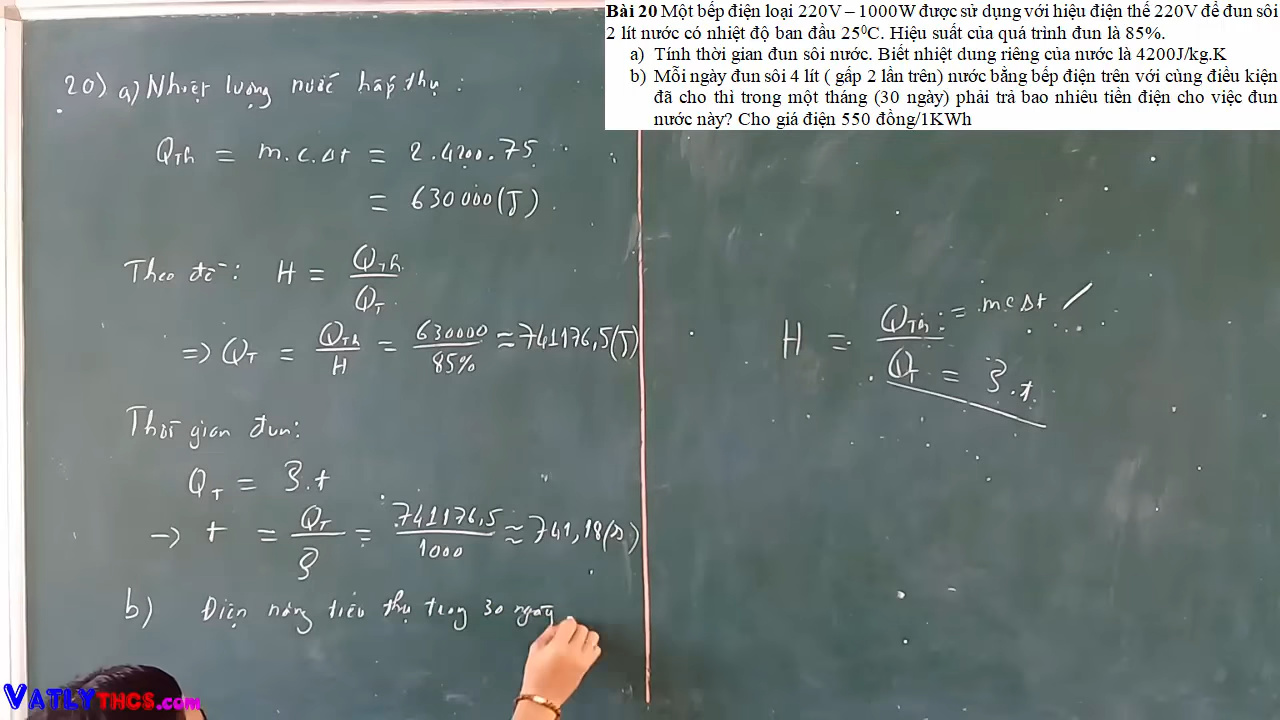 Bài 20 Một bếp điện loại 220V – 1000W được sử dụng với hiệu điện thế 220V để đun sôi
2 lít nước có nhiệt độ ban đầu 25⁰C. Hiệu suất của quá trình đun là 85%.
a) Tính thời gian đun sôi nước. Biết nhiệt dung riêng của nước là 4200J/kg.K
b) Mỗi ngày đun sôi 4 lít ( gấp 2 lần trên) nước bằng bếp điện trên với cùng điều kiện
đã cho thì trong một tháng (30 ngày) phải trả bao nhiêu tiền điện cho việc đun
nước này? Cho giá điện 550 đồng/1KWh
20) a) Nhiệt lượng nước hấp thụ :
QTh = m.c.Δt = 2.4200.75
= 630000(J)
Theo đề : H = QTh / QT
=> QT = QTh / H = 630000 / 85% ≈ 741176,5(J)
Thời gian đun:
QT = P.t
-> t = QT / P = 741176,5 / 1000 ≈ 741,18(s)
b) Điện năng tiêu thụ trong 30 ngày
H = QTh / QT
= m.c.Δt
= P.t
VATLYTHCS.com